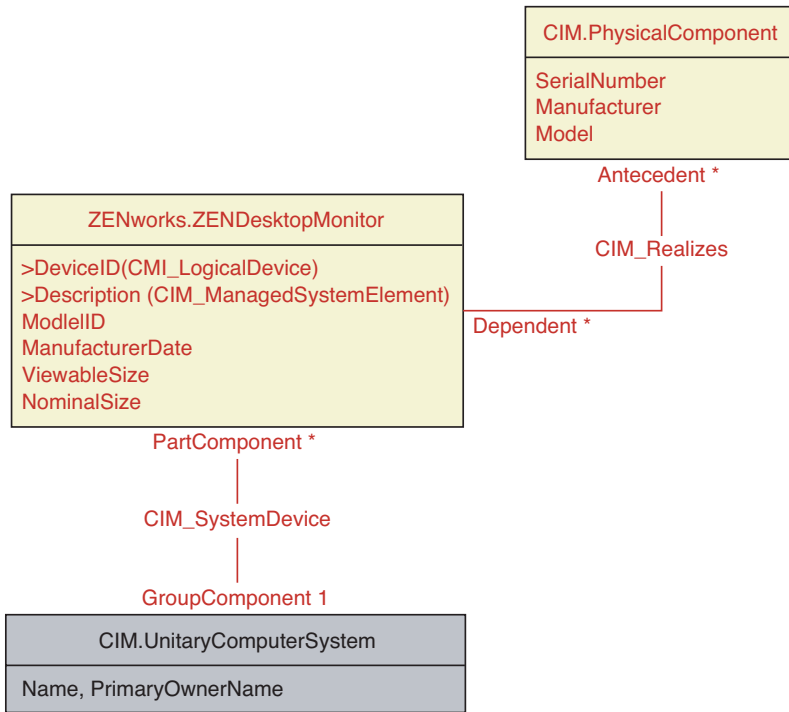 CIM.PhysicalComponent
SerialNumber
Manufacturer
Model
Antecedent *
CIM_Realizes
Dependent *
ZENworks.ZENDesktopMonitor
>DeviceID(CMI_LogicalDevice)
>Description (CIM_ManagedSystemElement)
ModlelID
ManufacturerDate
ViewableSize
NominalSize
PartComponent *
CIM_SystemDevice
GroupComponent 1
CIM.UnitaryComputerSystem
Name, PrimaryOwnerName